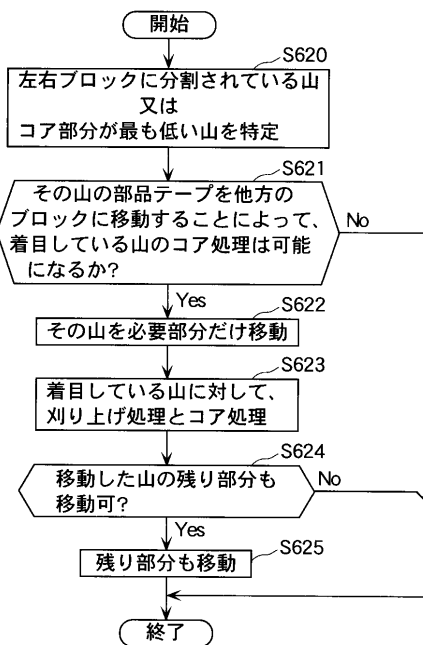 開始
S620
左右ブロックに分割されている山
又は
コア部分が最も低い山を特定
S621
その山の部品テープを他方の
ブロックに移動することによって、
着目している山のコア処理は可能
になるか?
No
Yes
S622
その山を必要部分だけ移動
S623
着目している山に対して、
刈り上げ処理とコア処理
S624
移動した山の残り部分も
移動可?
No
Yes
S625
残り部分も移動
終了